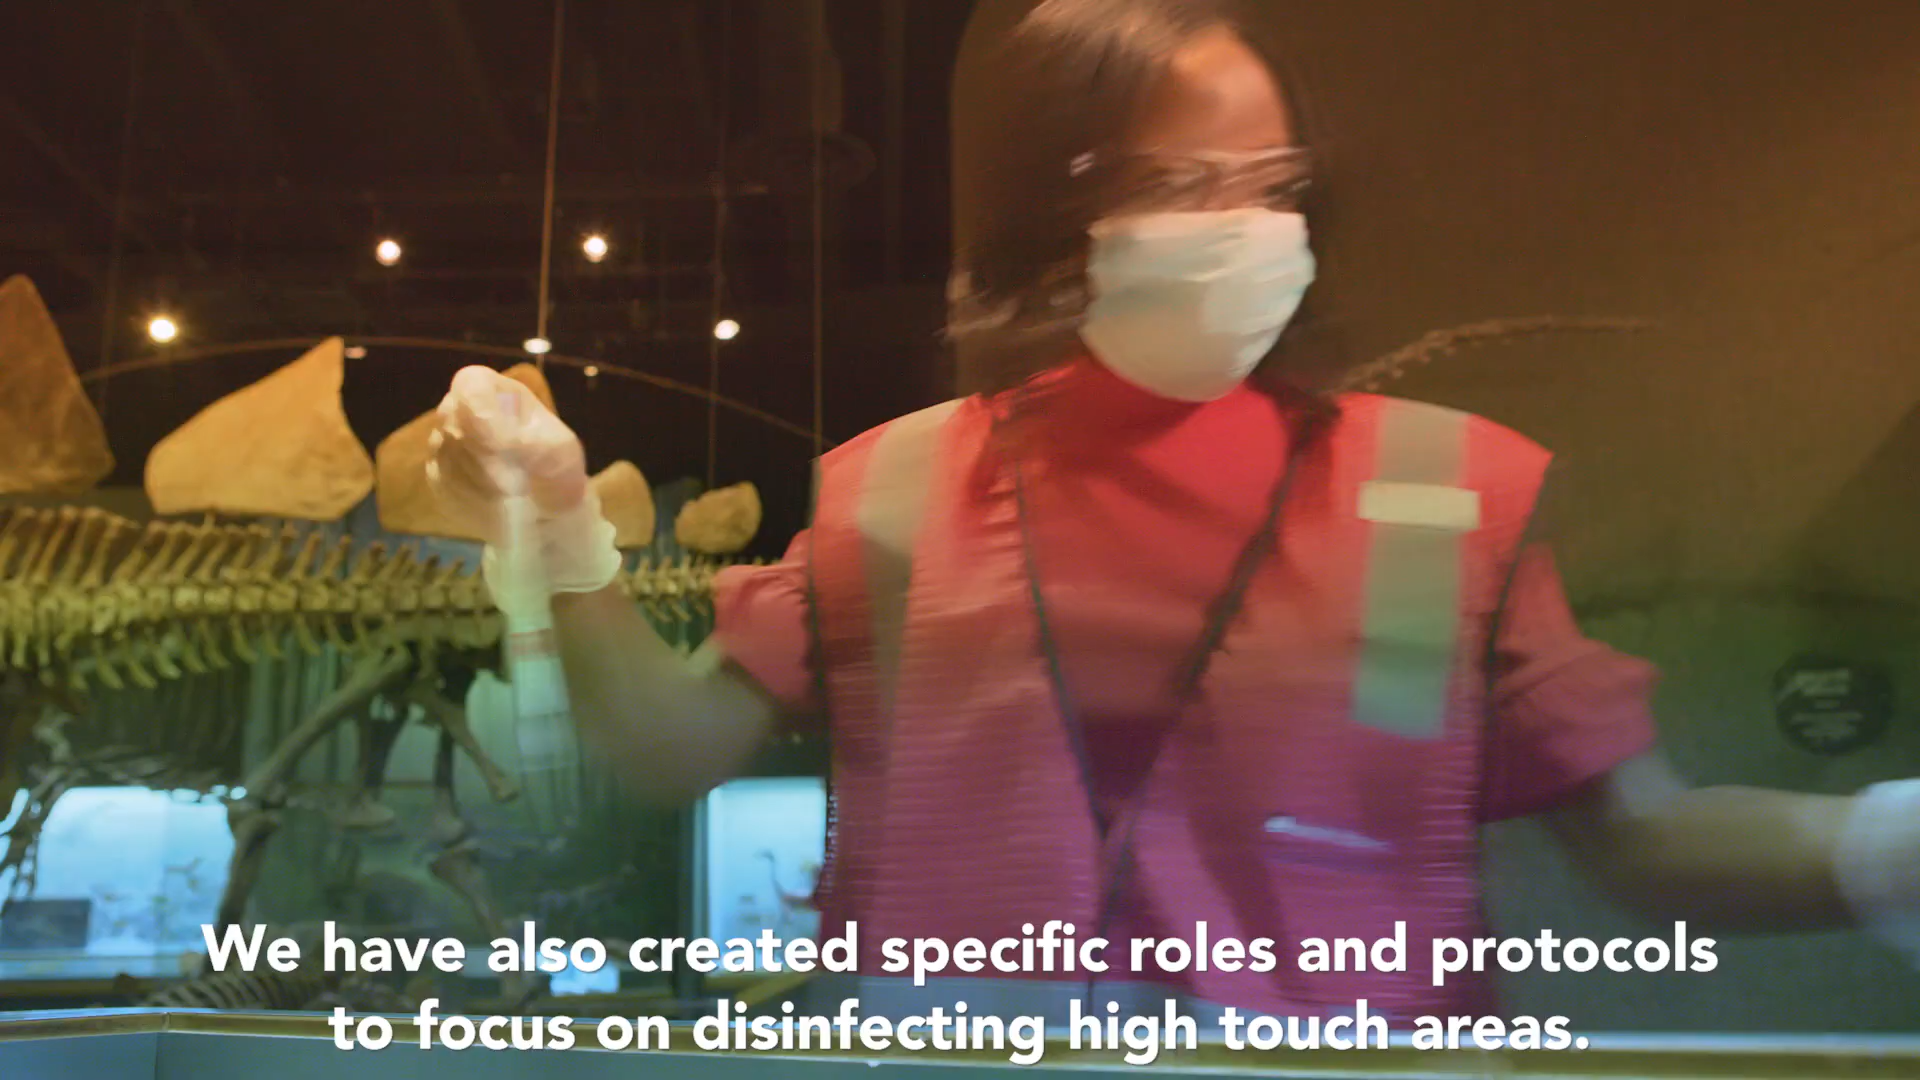 We have also created specific roles and protocols
to focus on disinfecting high touch areas.